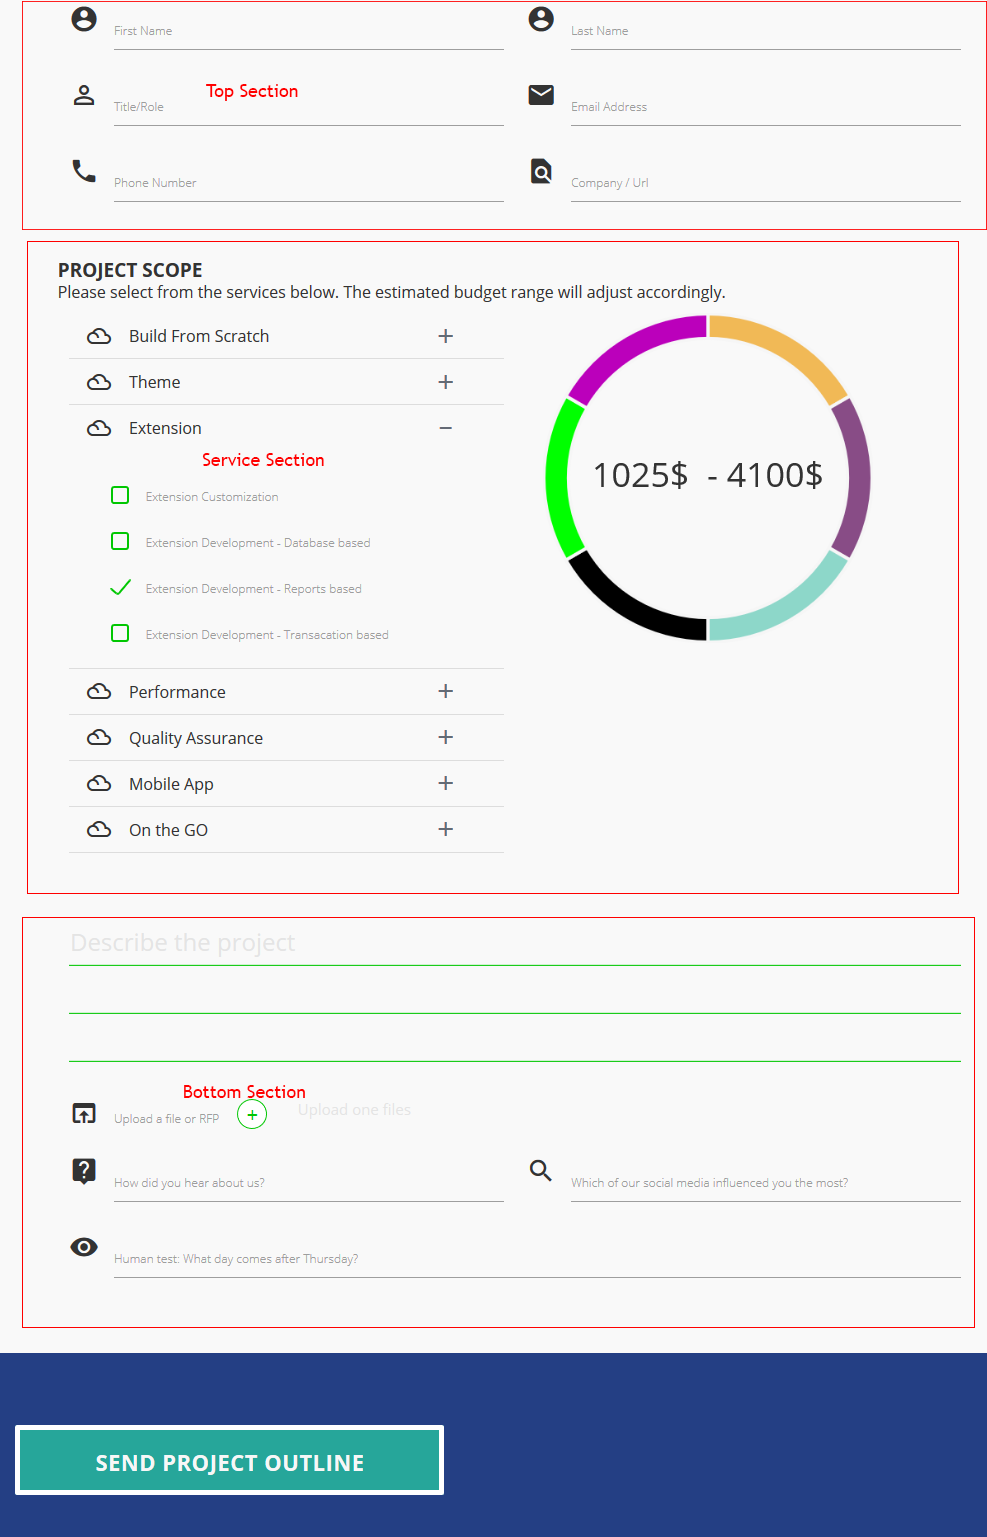 First Name
Last Name
Top Section
Title/Role
Email Address
Phone Number
Company / Url
PROJECT SCOPE
Please select from the services below. The estimated budget range will adjust accordingly.
Build From Scratch
+
Theme
+
Extension
−
Service Section
1025$ - 4100$
Extension Customization
Extension Development - Database based
Extension Development - Reports based
Extension Development - Transacation based
Performance
+
Quality Assurance
+
Mobile App
+
On the GO
+
Describe the project
Bottom Section
Upload a file or RFP
+
Upload one files
How did you hear about us?
Which of our social media influenced you the most?
Human test: What day comes after Thursday?
SEND PROJECT OUTLINE